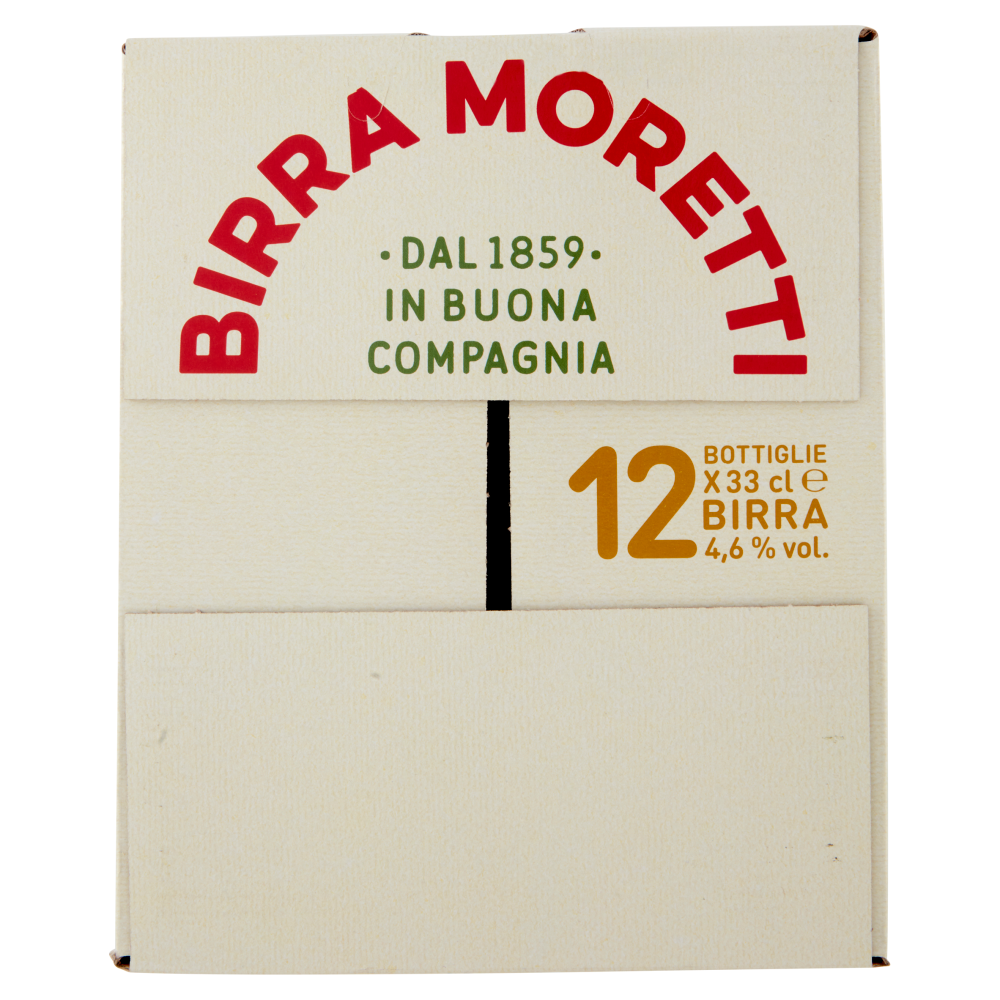 BIRRA MORETTI
·DAL 1859·
IN BUONA
COMPAGNIA
12 BOTTIGLIE
X 33 cl ℮
BIRRA
4,6 % vol.